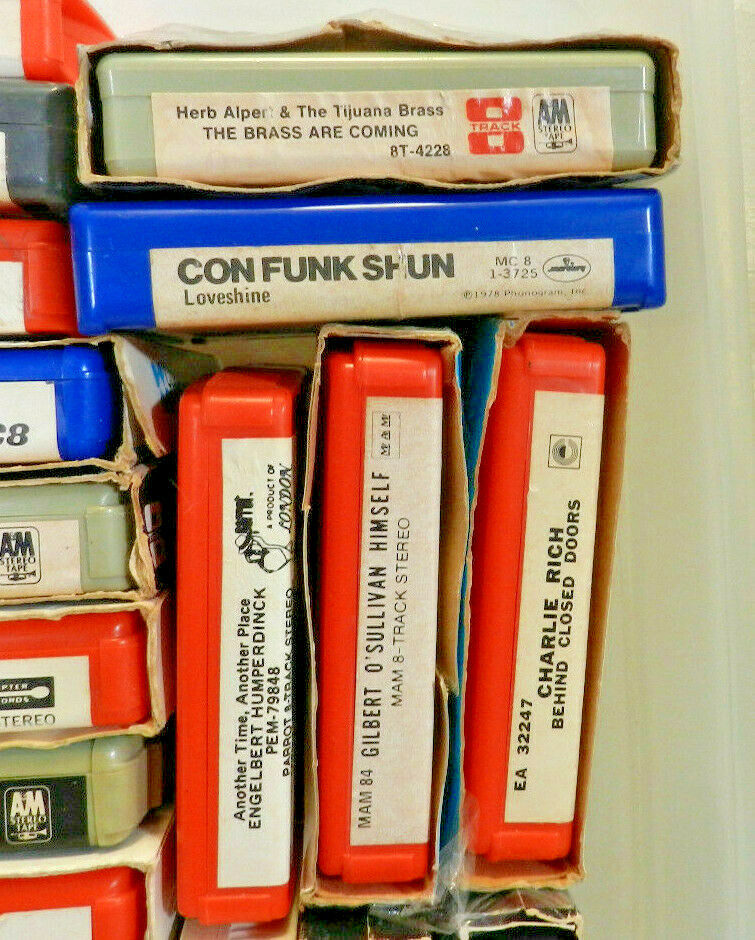 Herb Alpert & The Tijuana Brass
THE BRASS ARE COMING
8T-4228
8
TRACK
A&M
STEREO
TAPE
CON FUNK SHUN
Loveshine
MC 8
1-3725
mercury
©1978 Phonogram, Inc.
C8
A&M
STEREO
TAPE
STEREO
A&M
STEREO
TAPE
Another Time, Another Place
ENGELBERT HUMPERDINCK
PEM-79848
PARROT 8-TRACK STEREO
A PRODUCT OF
LONDON
MAM 84 GILBERT O'SULLIVAN HIMSELF
MAM 8-TRACK STEREO
MAM
EA 32247
CHARLIE RICH
BEHIND CLOSED DOORS